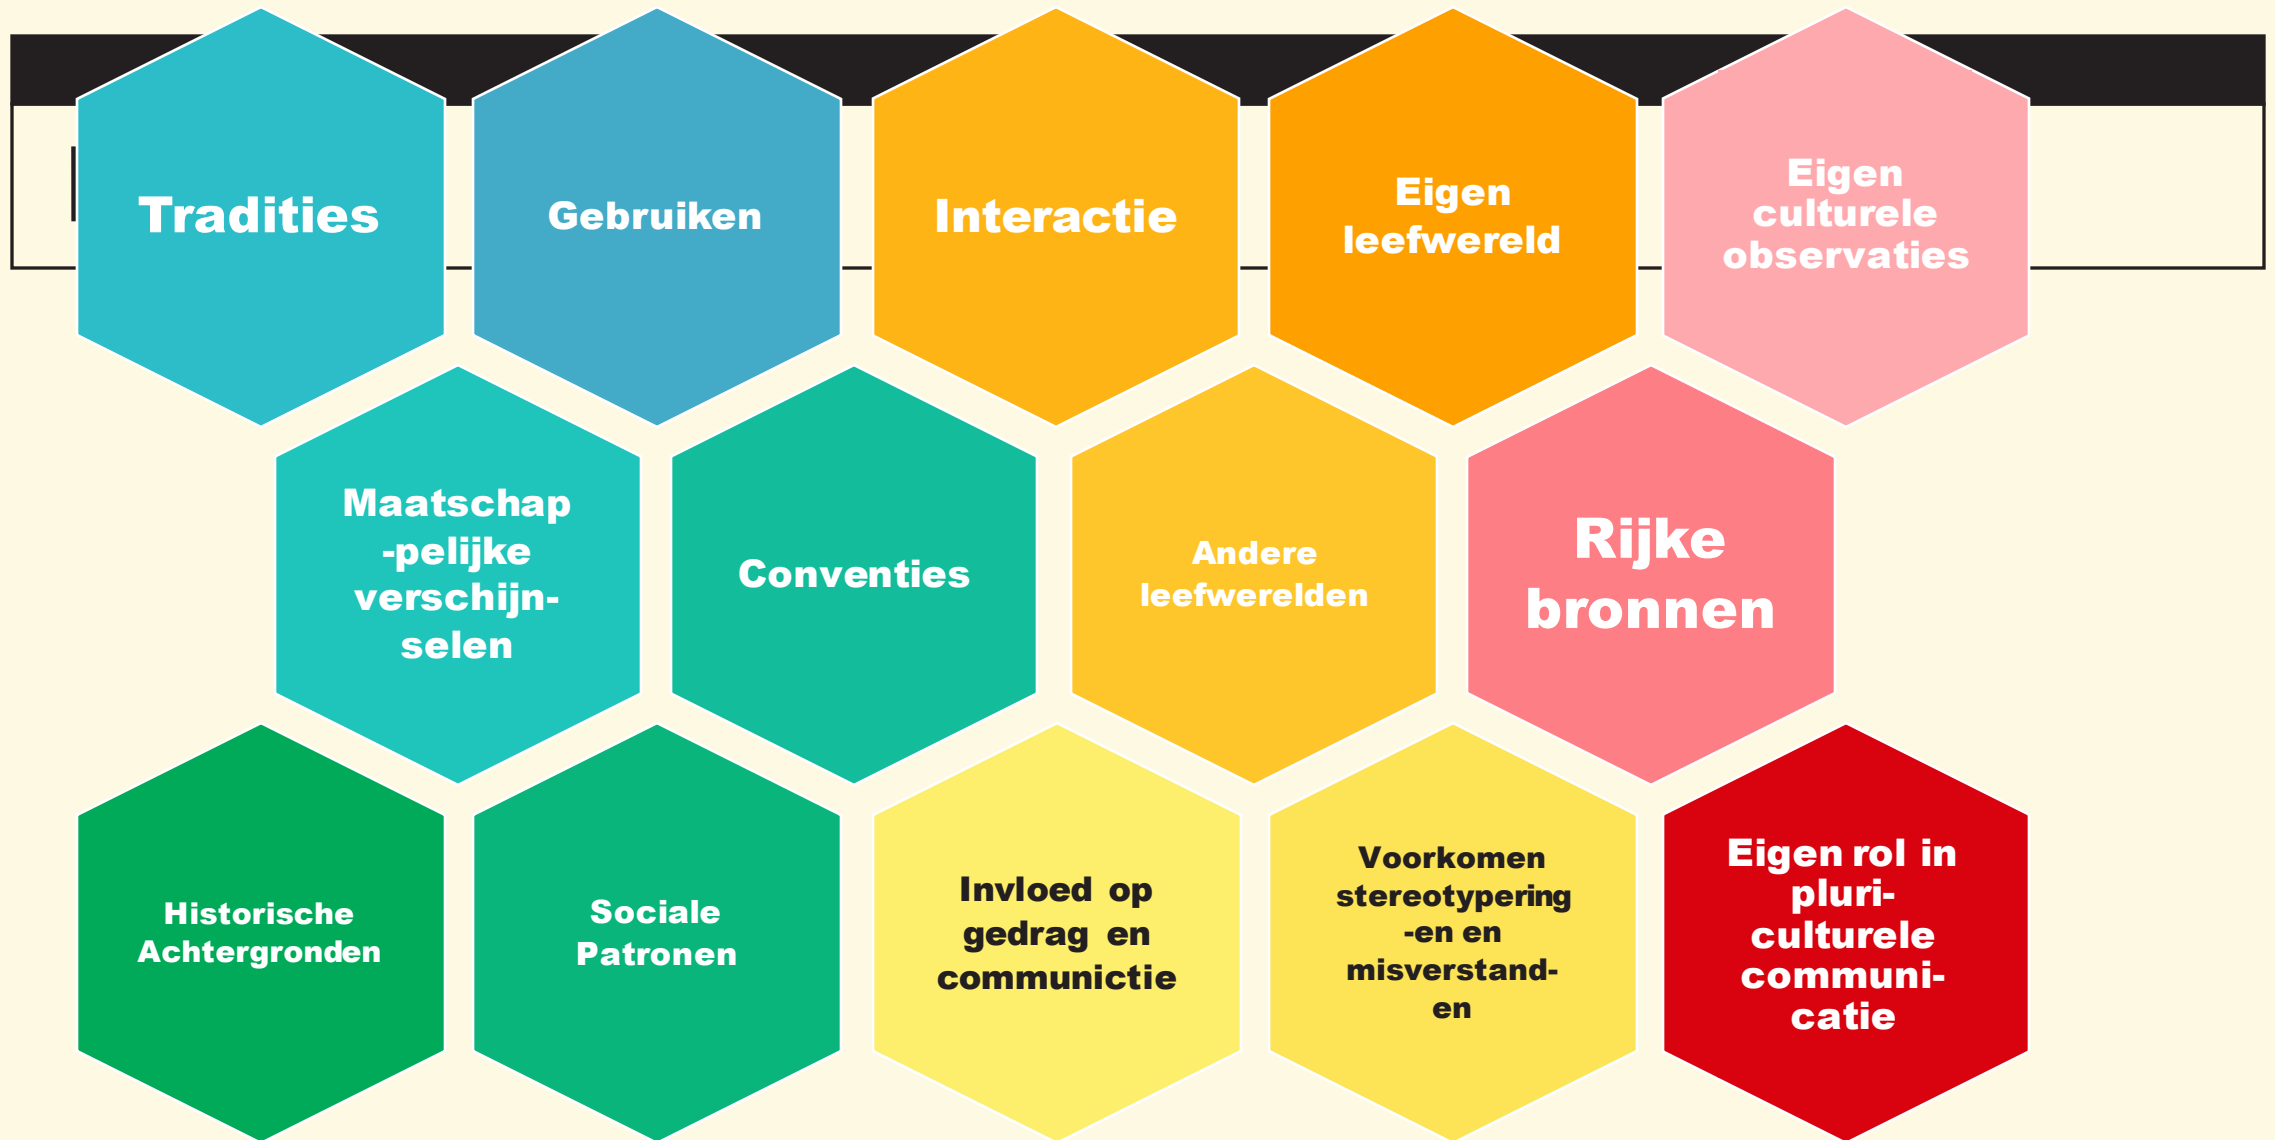 Tradities
Gebruiken
Interactie
Eigen
leefwereld
Eigen
culturele
observaties
Maatschap
-pelijke
verschijn-
selen
Conventies
Andere
leefwerelden
Rijke
bronnen
Historische
Achtergronden
Sociale
Patronen
Invloed op
gedrag en
communictie
Voorkomen
stereotypering
-en en
misverstand-
en
Eigen rol in
pluri-
culturele
communi-
catie